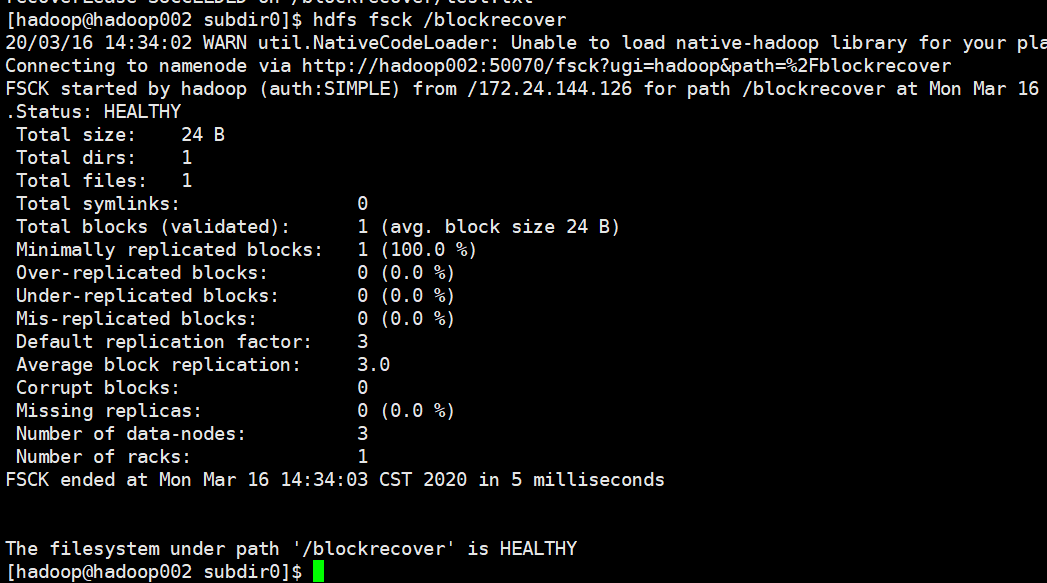 recoverLease SUCCEEDED on /blockrecover/test.txt
[hadoop@hadoop002 subdir0]$ hdfs fsck /blockrecover
20/03/16 14:34:02 WARN util.NativeCodeLoader: Unable to load native-hadoop library for your pla
Connecting to namenode via http://hadoop002:50070/fsck?ugi=hadoop&path=%2Fblockrecover
FSCK started by hadoop (auth:SIMPLE) from /172.24.144.126 for path /blockrecover at Mon Mar 16
.Status: HEALTHY
 Total size:    24 B
 Total dirs:    1
 Total files:   1
 Total symlinks:                0
 Total blocks (validated):      1 (avg. block size 24 B)
 Minimally replicated blocks:   1 (100.0 %)
 Over-replicated blocks:        0 (0.0 %)
 Under-replicated blocks:       0 (0.0 %)
 Mis-replicated blocks:         0 (0.0 %)
 Default replication factor:    3
 Average block replication:     3.0
 Corrupt blocks:                0
 Missing replicas:              0 (0.0 %)
 Number of data-nodes:          3
 Number of racks:               1
FSCK ended at Mon Mar 16 14:34:03 CST 2020 in 5 milliseconds
The filesystem under path '/blockrecover' is HEALTHY
[hadoop@hadoop002 subdir0]$